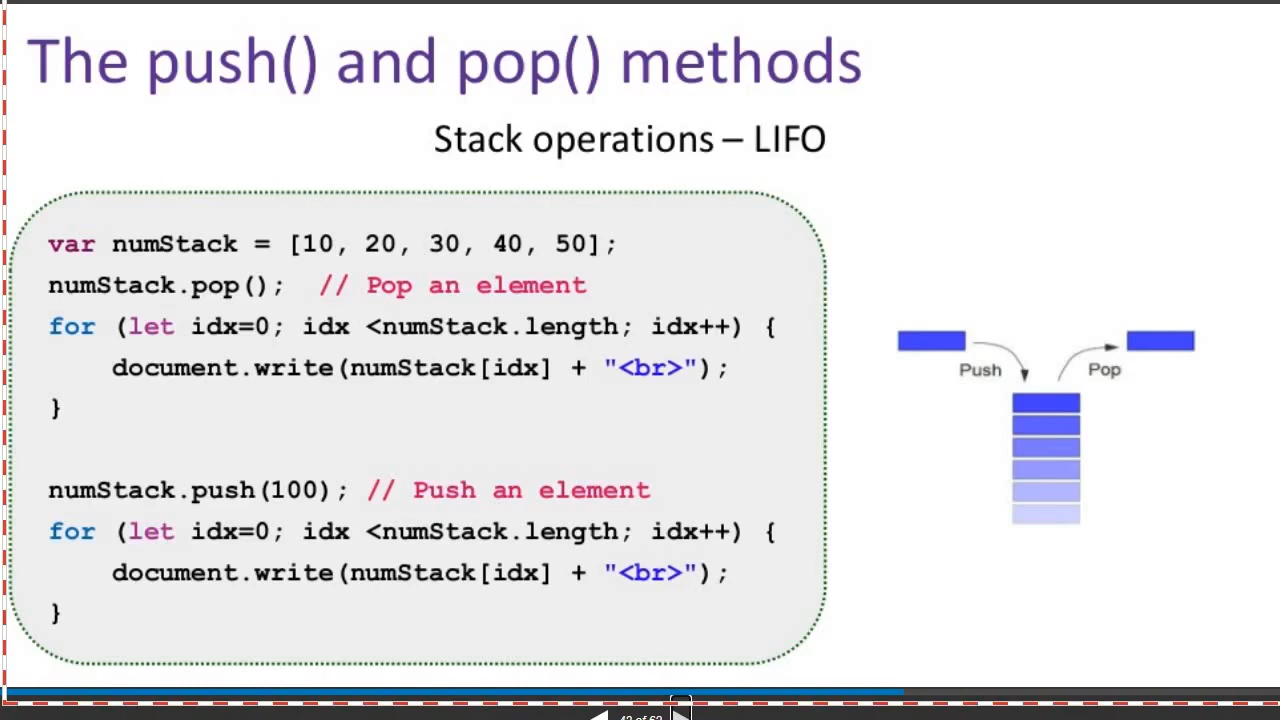 The push() and pop() methods
Stack operations – LIFO
var numStack = [10, 20, 30, 40, 50];
numStack.pop();  // Pop an element
for (let idx=0; idx <numStack.length; idx++) {
    document.write(numStack[idx] + "<br>");
}
numStack.push(100); // Push an element
for (let idx=0; idx <numStack.length; idx++) {
    document.write(numStack[idx] + "<br>");
}
Push
Pop